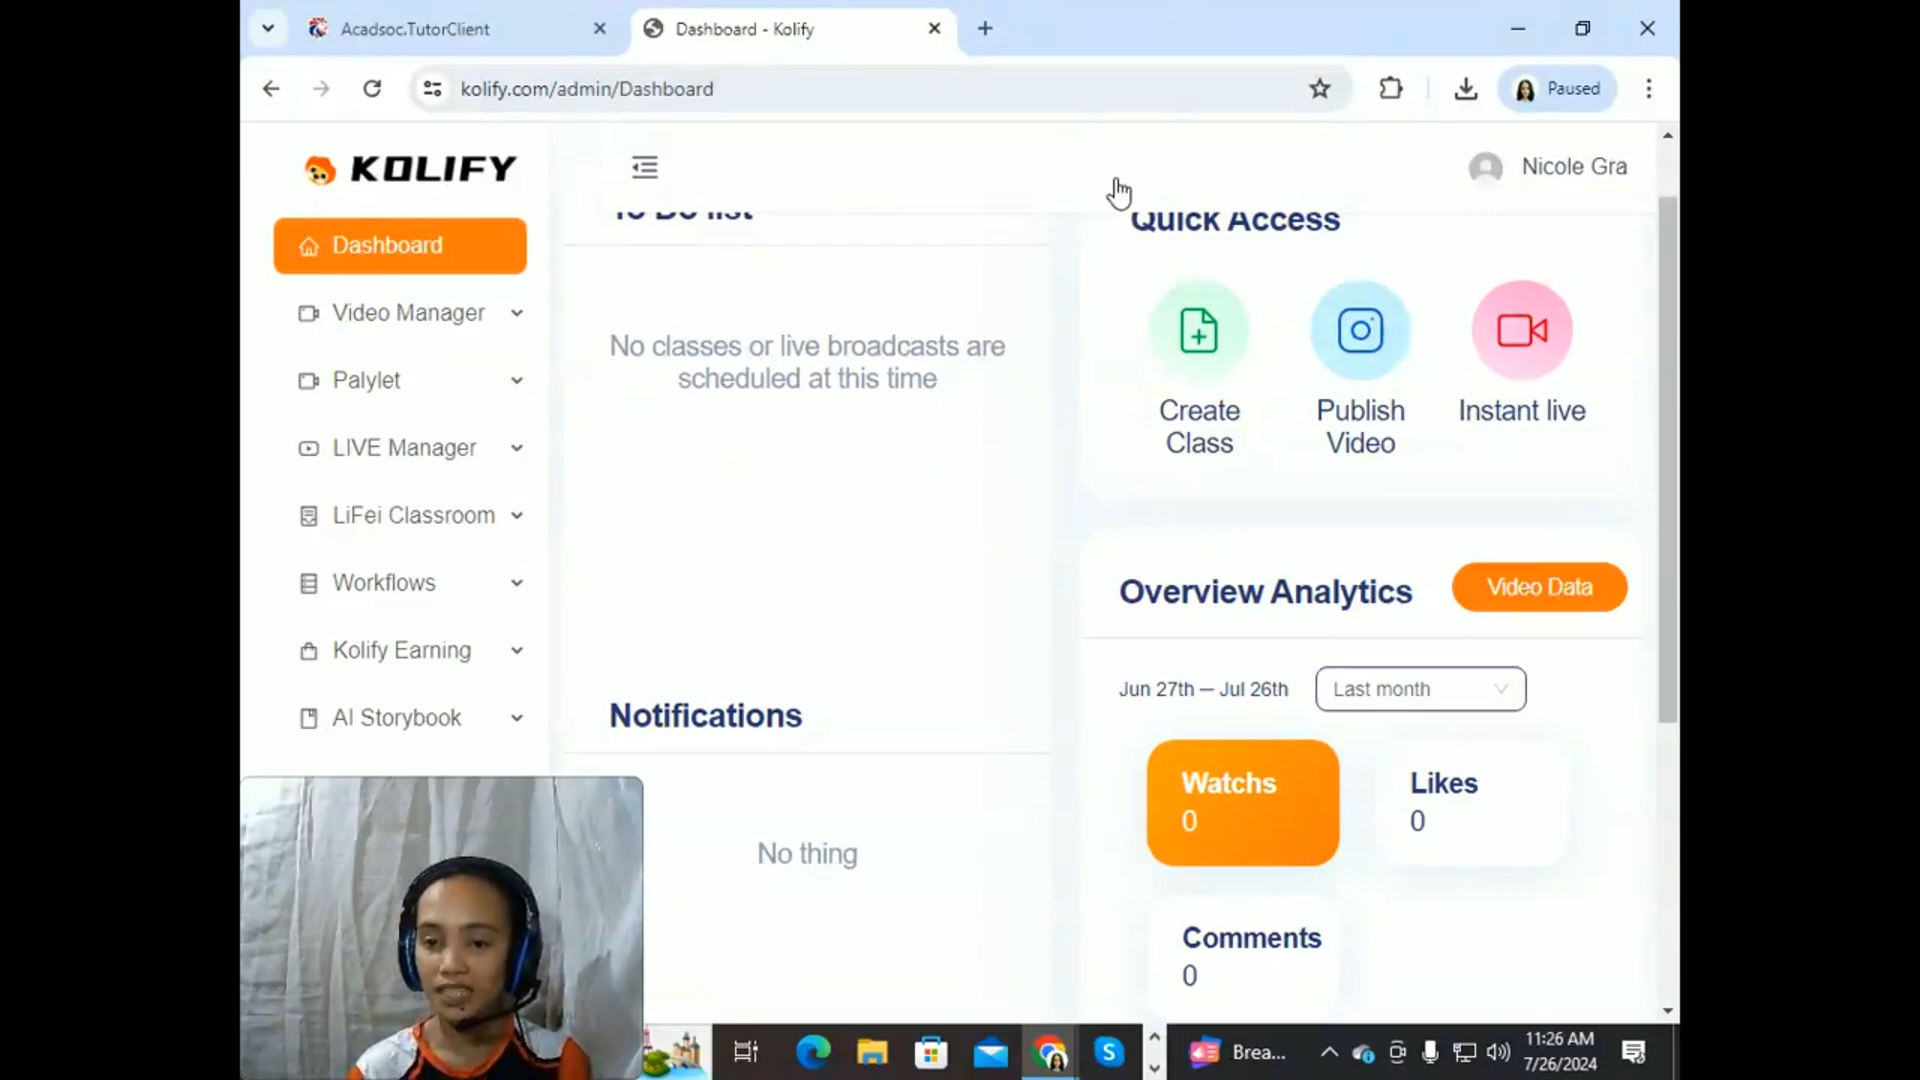 Acadsoc.TutorClient
Dashboard - Kolify
kolify.com/admin/Dashboard
Paused
KOLIFY
Nicole Gra
Dashboard
Video Manager
Palylet
LIVE Manager
LiFei Classroom
Workflows
Kolify Earning
AI Storybook
To Do list
No classes or live broadcasts are
scheduled at this time
Notifications
No thing
Quick Access
Create
Class
Publish
Video
Instant live
Overview Analytics
Video Data
Jun 27th — Jul 26th
Last month
Watchs
0
Likes
0
Comments
0
Brea...
11:26 AM
7/26/2024